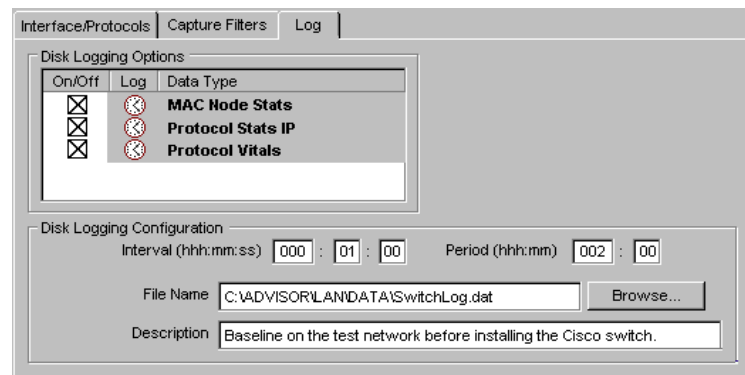 Interface/Protocols Capture Filters Log
Disk Logging Options
On/Off Log Data Type
MAC Node Stats
Protocol Stats IP
Protocol Vitals
Disk Logging Configuration
Interval (hhh:mm:ss) 000 : 01 : 00 Period (hhh:mm) 002 : 00
File Name C:\ADVISOR\LAN\DATA\SwitchLog.dat Browse...
Description Baseline on the test network before installing the Cisco switch.